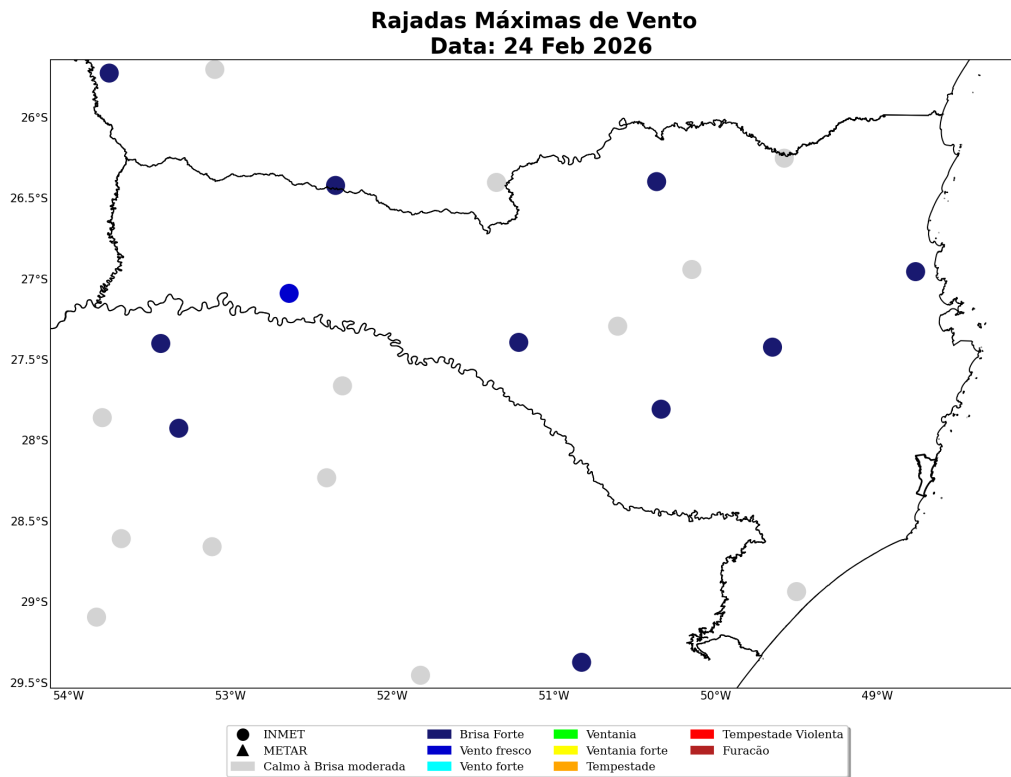 Rajadas Máximas de Vento
Data: 24 Feb 2026
26°S
26.5°S
27°S
27.5°S
28°S
28.5°S
29°S
29.5°S
54°W
53°W
52°W
51°W
50°W
49°W
INMET
METAR
Calmo à Brisa moderada
Brisa Forte
Vento fresco
Vento forte
Ventania
Ventania forte
Tempestade
Tempestade Violenta
Furacão